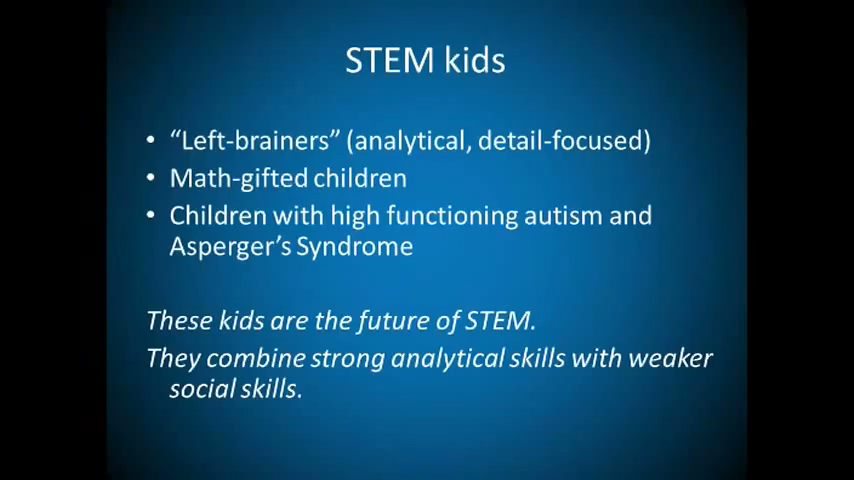 STEM kids
• “Left-brainers” (analytical, detail-focused)
• Math-gifted children
• Children with high functioning autism and
Asperger’s Syndrome
These kids are the future of STEM.
They combine strong analytical skills with weaker
social skills.